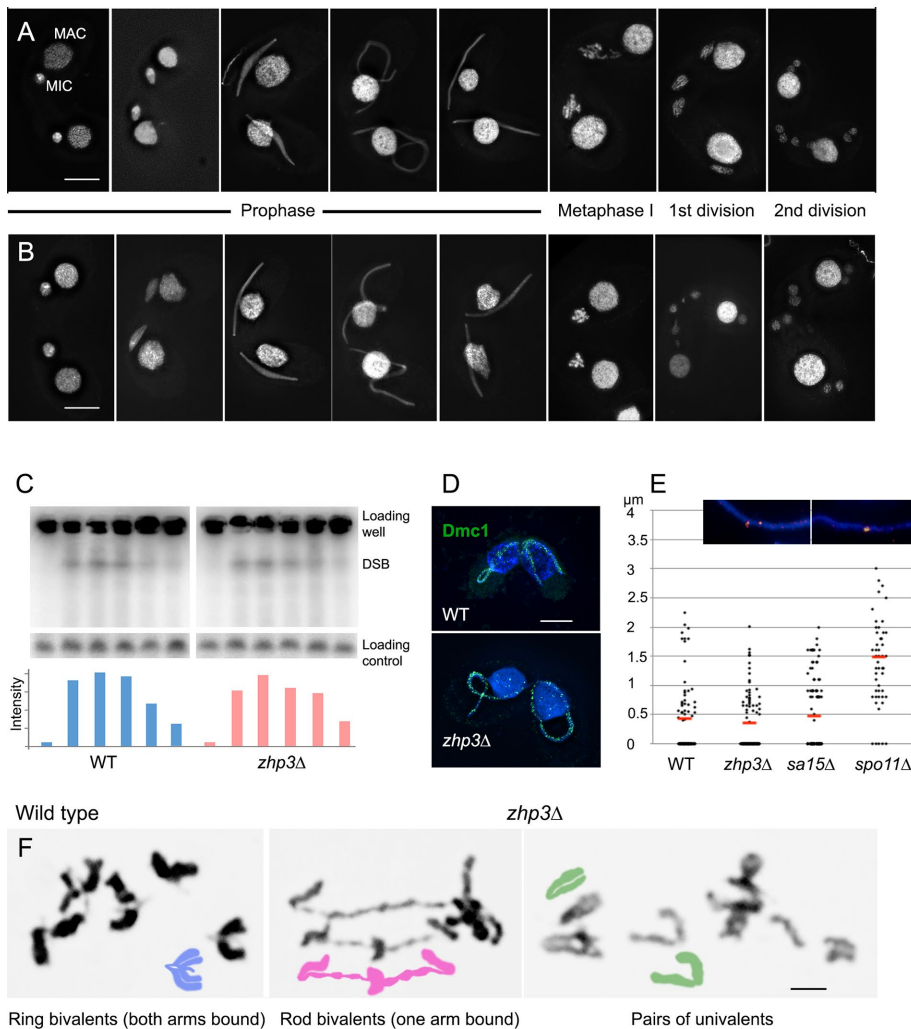 A
MAC
MIC
Prophase
Metaphase I
1st division
2nd division
B
C
Loading well
DSB
Loading control
Intensity
WT
zhp3Δ
D
Dmc1
WT
zhp3Δ
E
µm
4
3.5
3
2.5
2
1.5
1
0.5
0
WT
zhp3Δ
sa15Δ
spo11Δ
Wild type
zhp3Δ
F
Ring bivalents (both arms bound)
Rod bivalents (one arm bound)
Pairs of univalents